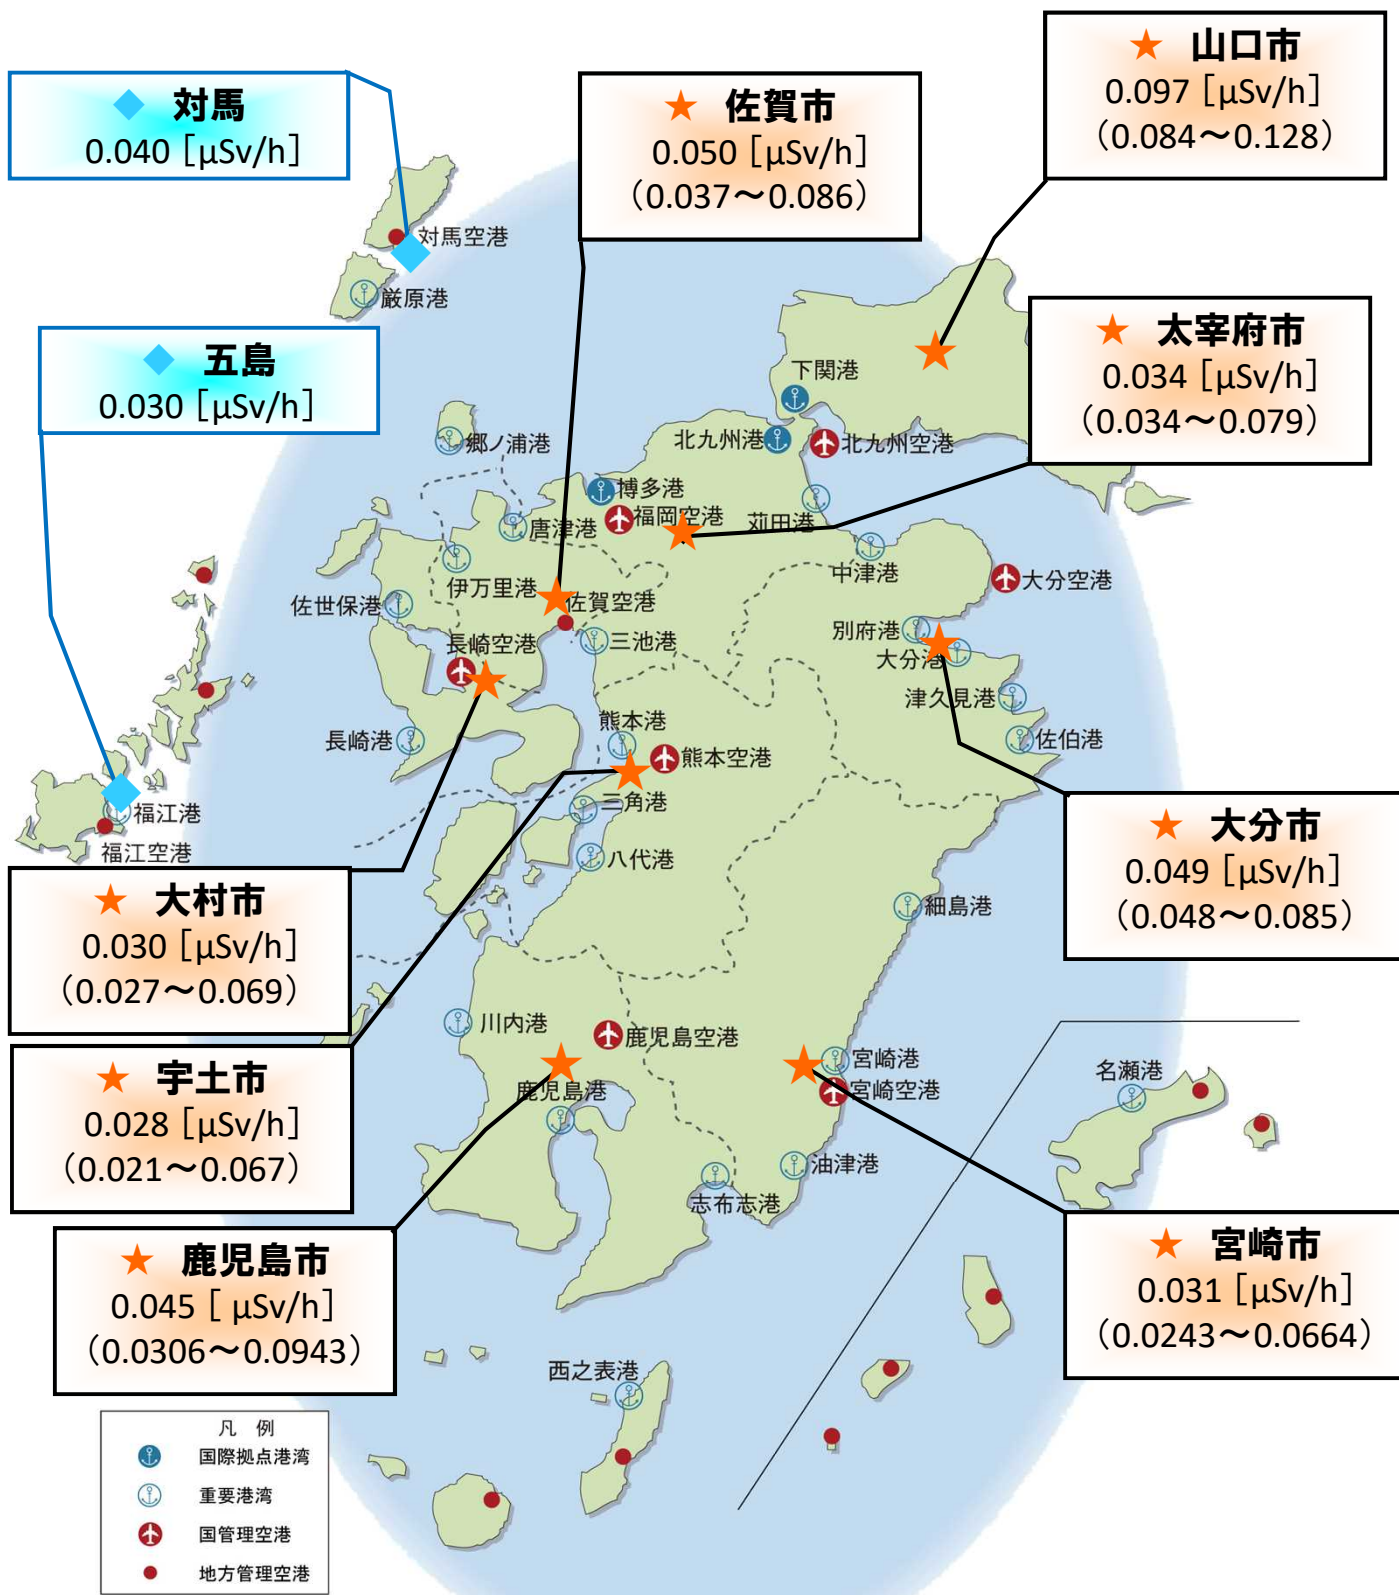 山口市
0.097［μSv/h］
（0.084～0.128）
対馬
0.040［μSv/h］
佐賀市
0.050［μSv/h］
（0.037～0.086）
対馬空港
厳原港
太宰府市
0.034［μSv/h］
（0.034～0.079）
五島
0.030［μSv/h］
下関港
北九州港
北九州空港
郷ノ浦港
博多港
福岡空港
苅田港
唐津港
中津港
伊万里港
大分空港
佐世保港
佐賀空港
別府港
三池港
長崎空港
大分港
津久見港
長崎港
熊本港
佐伯港
熊本空港
三角港
福江港
福江空港
八代港
大分市
0.049［μSv/h］
（0.048～0.085）
大村市
0.030［μSv/h］
（0.027～0.069）
細島港
川内港
鹿児島空港
宮崎港
宮崎空港
名瀬港
宇土市
0.028［μSv/h］
（0.021～0.067）
鹿児島港
油津港
志布志港
鹿児島市
0.045［ μSv/h］
（0.0306～0.0943）
宮崎市
0.031［μSv/h］
（0.0243～0.0664）
西之表港
凡 例
国際拠点港湾
重要港湾
国管理空港
地方管理空港